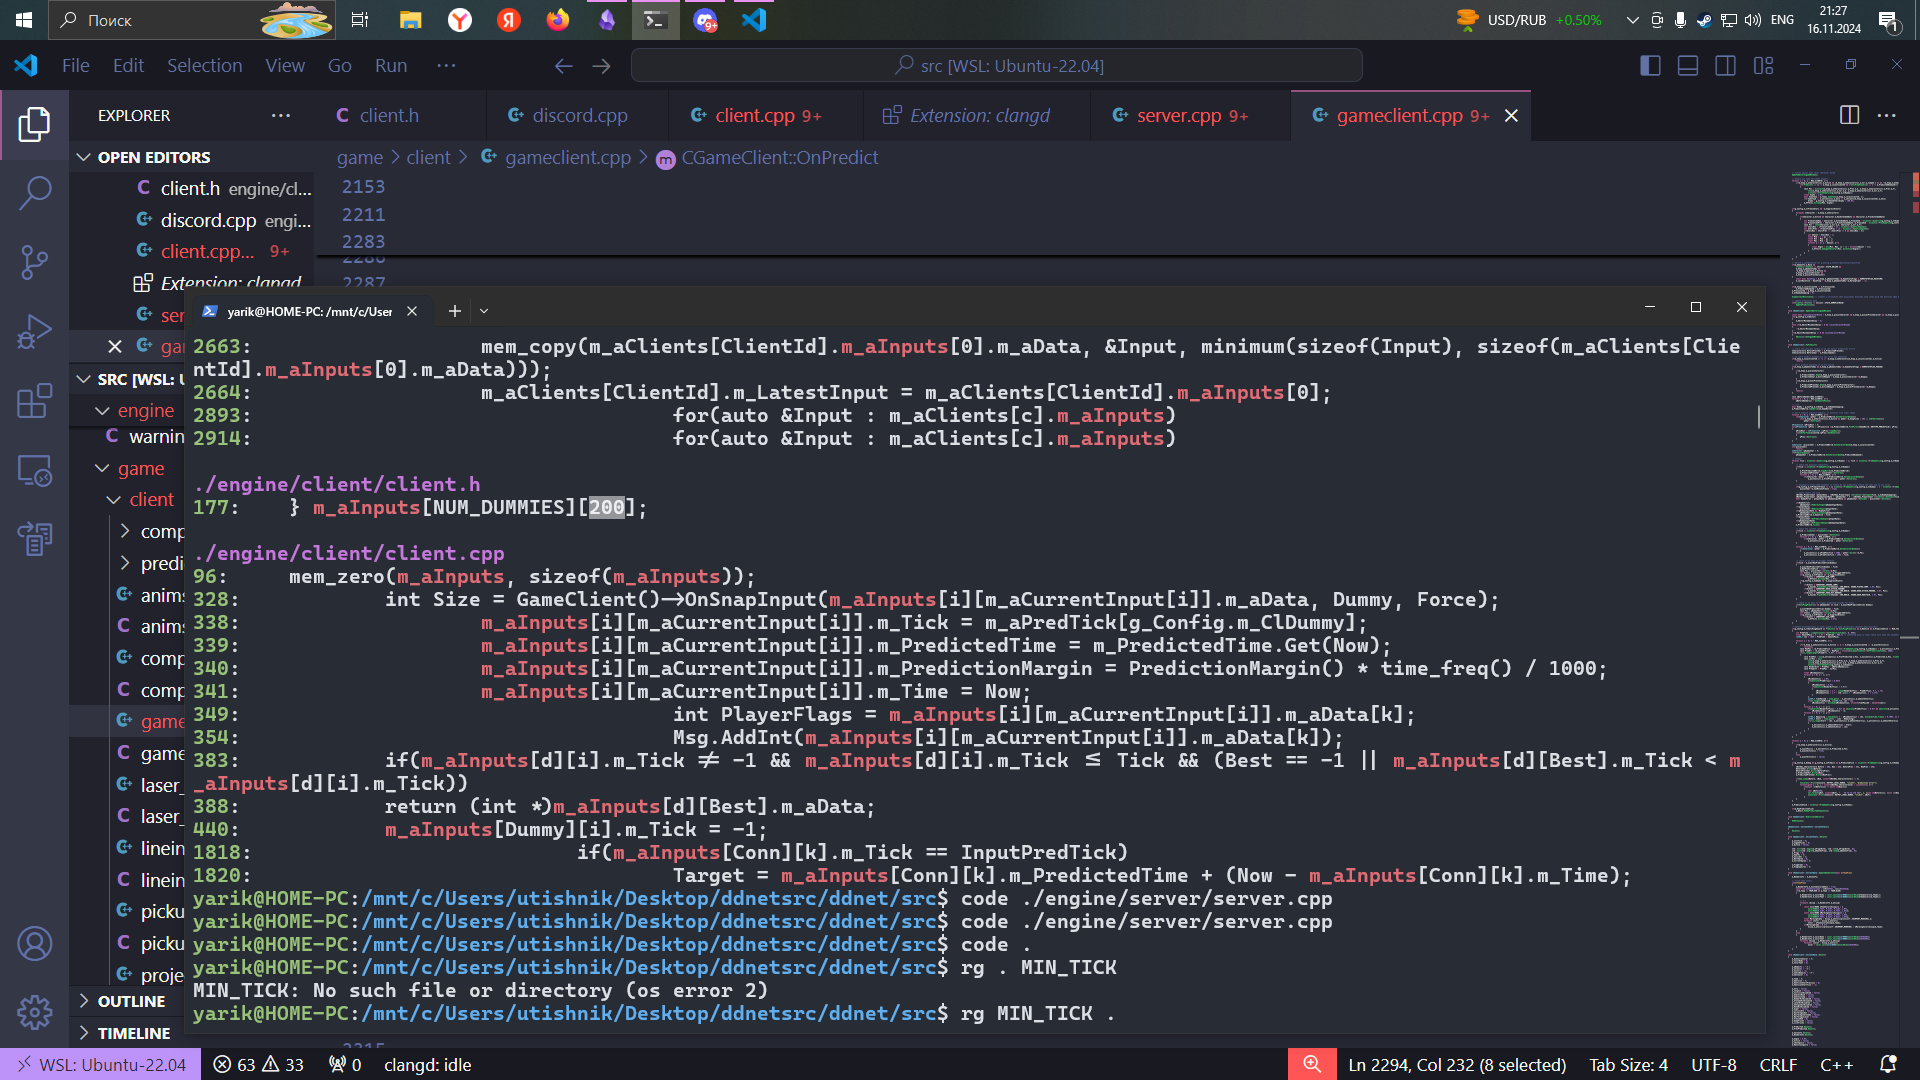 Поиск
USD/RUB +0.50%
ENG
21:27
16.11.2024
1
9+
File Edit Selection View Go Run ···
src [WSL: Ubuntu-22.04]
EXPLORER ···
client.h
discord.cpp
client.cpp 9+
Extension: clangd
server.cpp 9+
gameclient.cpp 9+
OPEN EDITORS
game > client > gameclient.cpp > CGameClient::OnPredict
client.h engine/cl...
discord.cpp engi...
client.cpp... 9+
Extension: clangd
2153
2211
2283
2286
2287
yarik@HOME-PC: /mnt/c/User
SRC [WSL: U
engine
warnin
game
client
comp
predi
anims
anims
comp
comp
game
game
laser_
laser_
linein
linein
picku
picku
proje
OUTLINE
TIMELINE
2663: mem_copy(m_aClients[ClientId].m_aInputs[0].m_aData, &Input, minimum(sizeof(Input), sizeof(m_aClients[Clie
ntId].m_aInputs[0].m_aData)));
2664: m_aClients[ClientId].m_LatestInput = m_aClients[ClientId].m_aInputs[0];
2893: for(auto &Input : m_aClients[c].m_aInputs)
2914: for(auto &Input : m_aClients[c].m_aInputs)
./engine/client/client.h
177: } m_aInputs[NUM_DUMMIES][200];
./engine/client/client.cpp
96: mem_zero(m_aInputs, sizeof(m_aInputs));
328: int Size = GameClient()->OnSnapInput(m_aInputs[i][m_aCurrentInput[i]].m_aData, Dummy, Force);
338: m_aInputs[i][m_aCurrentInput[i]].m_Tick = m_aPredTick[g_Config.m_ClDummy];
339: m_aInputs[i][m_aCurrentInput[i]].m_PredictedTime = m_PredictedTime.Get(Now);
340: m_aInputs[i][m_aCurrentInput[i]].m_PredictionMargin = PredictionMargin() * time_freq() / 1000;
341: m_aInputs[i][m_aCurrentInput[i]].m_Time = Now;
349: int PlayerFlags = m_aInputs[i][m_aCurrentInput[i]].m_aData[k];
354: Msg.AddInt(m_aInputs[i][m_aCurrentInput[i]].m_aData[k]);
383: if(m_aInputs[d][i].m_Tick != -1 && m_aInputs[d][i].m_Tick <= Tick && (Best == -1 || m_aInputs[d][Best].m_Tick < m
_aInputs[d][i].m_Tick))
388: return (int *)m_aInputs[d][Best].m_aData;
440: m_aInputs[Dummy][i].m_Tick = -1;
1818: if(m_aInputs[Conn][k].m_Tick == InputPredTick)
1820: Target = m_aInputs[Conn][k].m_PredictedTime + (Now - m_aInputs[Conn][k].m_Time);
yarik@HOME-PC:/mnt/c/Users/utishnik/Desktop/ddnetsrc/ddnet/src$ code ./engine/server/server.cpp
yarik@HOME-PC:/mnt/c/Users/utishnik/Desktop/ddnetsrc/ddnet/src$ code ./engine/server/server.cpp
yarik@HOME-PC:/mnt/c/Users/utishnik/Desktop/ddnetsrc/ddnet/src$ code .
yarik@HOME-PC:/mnt/c/Users/utishnik/Desktop/ddnetsrc/ddnet/src$ rg . MIN_TICK
MIN_TICK: No such file or directory (os error 2)
yarik@HOME-PC:/mnt/c/Users/utishnik/Desktop/ddnetsrc/ddnet/src$ rg MIN_TICK .
2315
WSL: Ubuntu-22.04
63 33
0
clangd: idle
Ln 2294, Col 232 (8 selected)
Tab Size: 4
UTF-8
CRLF
C++